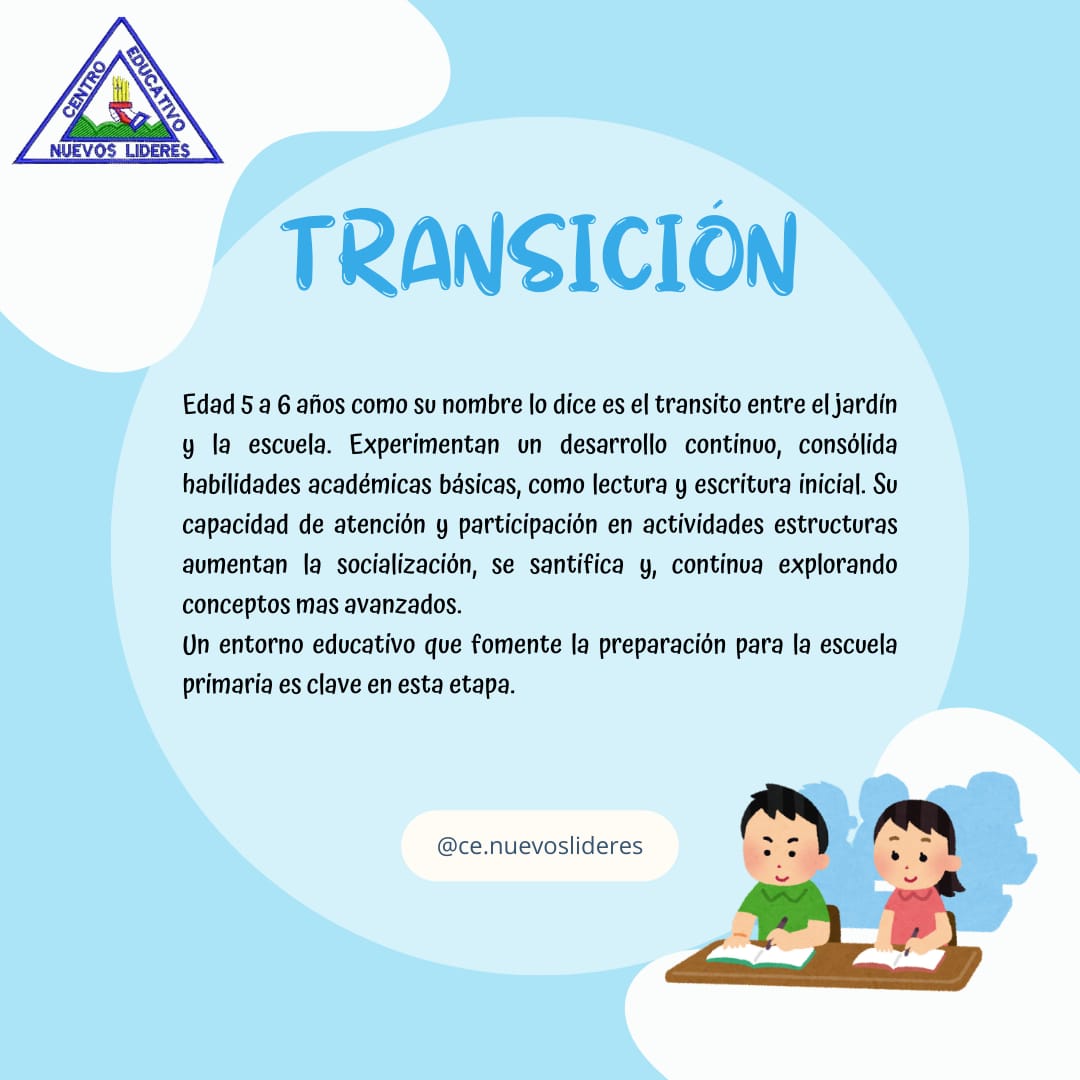 CENTRO EDUCATIVO
NUEVOS LIDERES
TRANSICIÓN
Edad 5 a 6 años como su nombre lo dice es el transito entre el jardín
y la escuela. Experimentan un desarrollo continuo, consólida
habilidades académicas básicas, como lectura y escritura inicial. Su
capacidad de atención y participación en actividades estructuras
aumentan la socialización, se santifica y, continua explorando
conceptos mas avanzados.
Un entorno educativo que fomente la preparación para la escuela
primaria es clave en esta etapa.
@ce.nuevoslideres